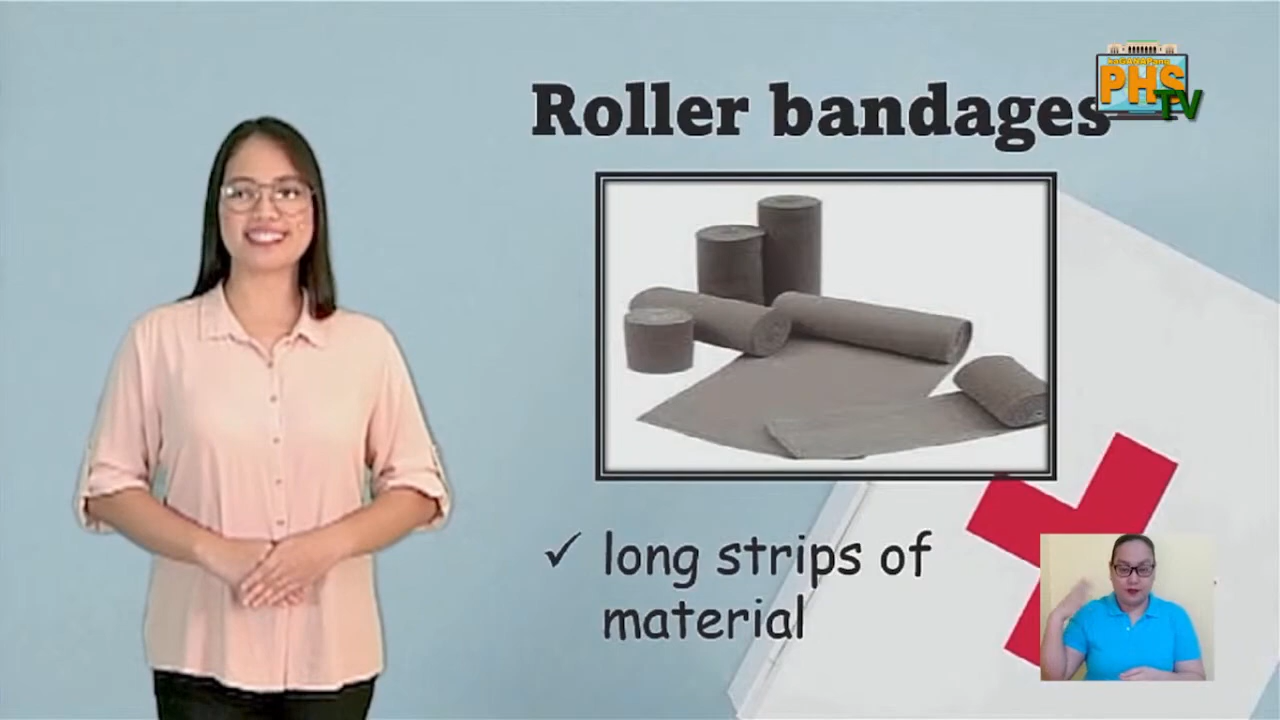 Roller bandages
PHS
TV
✓ long strips of
material